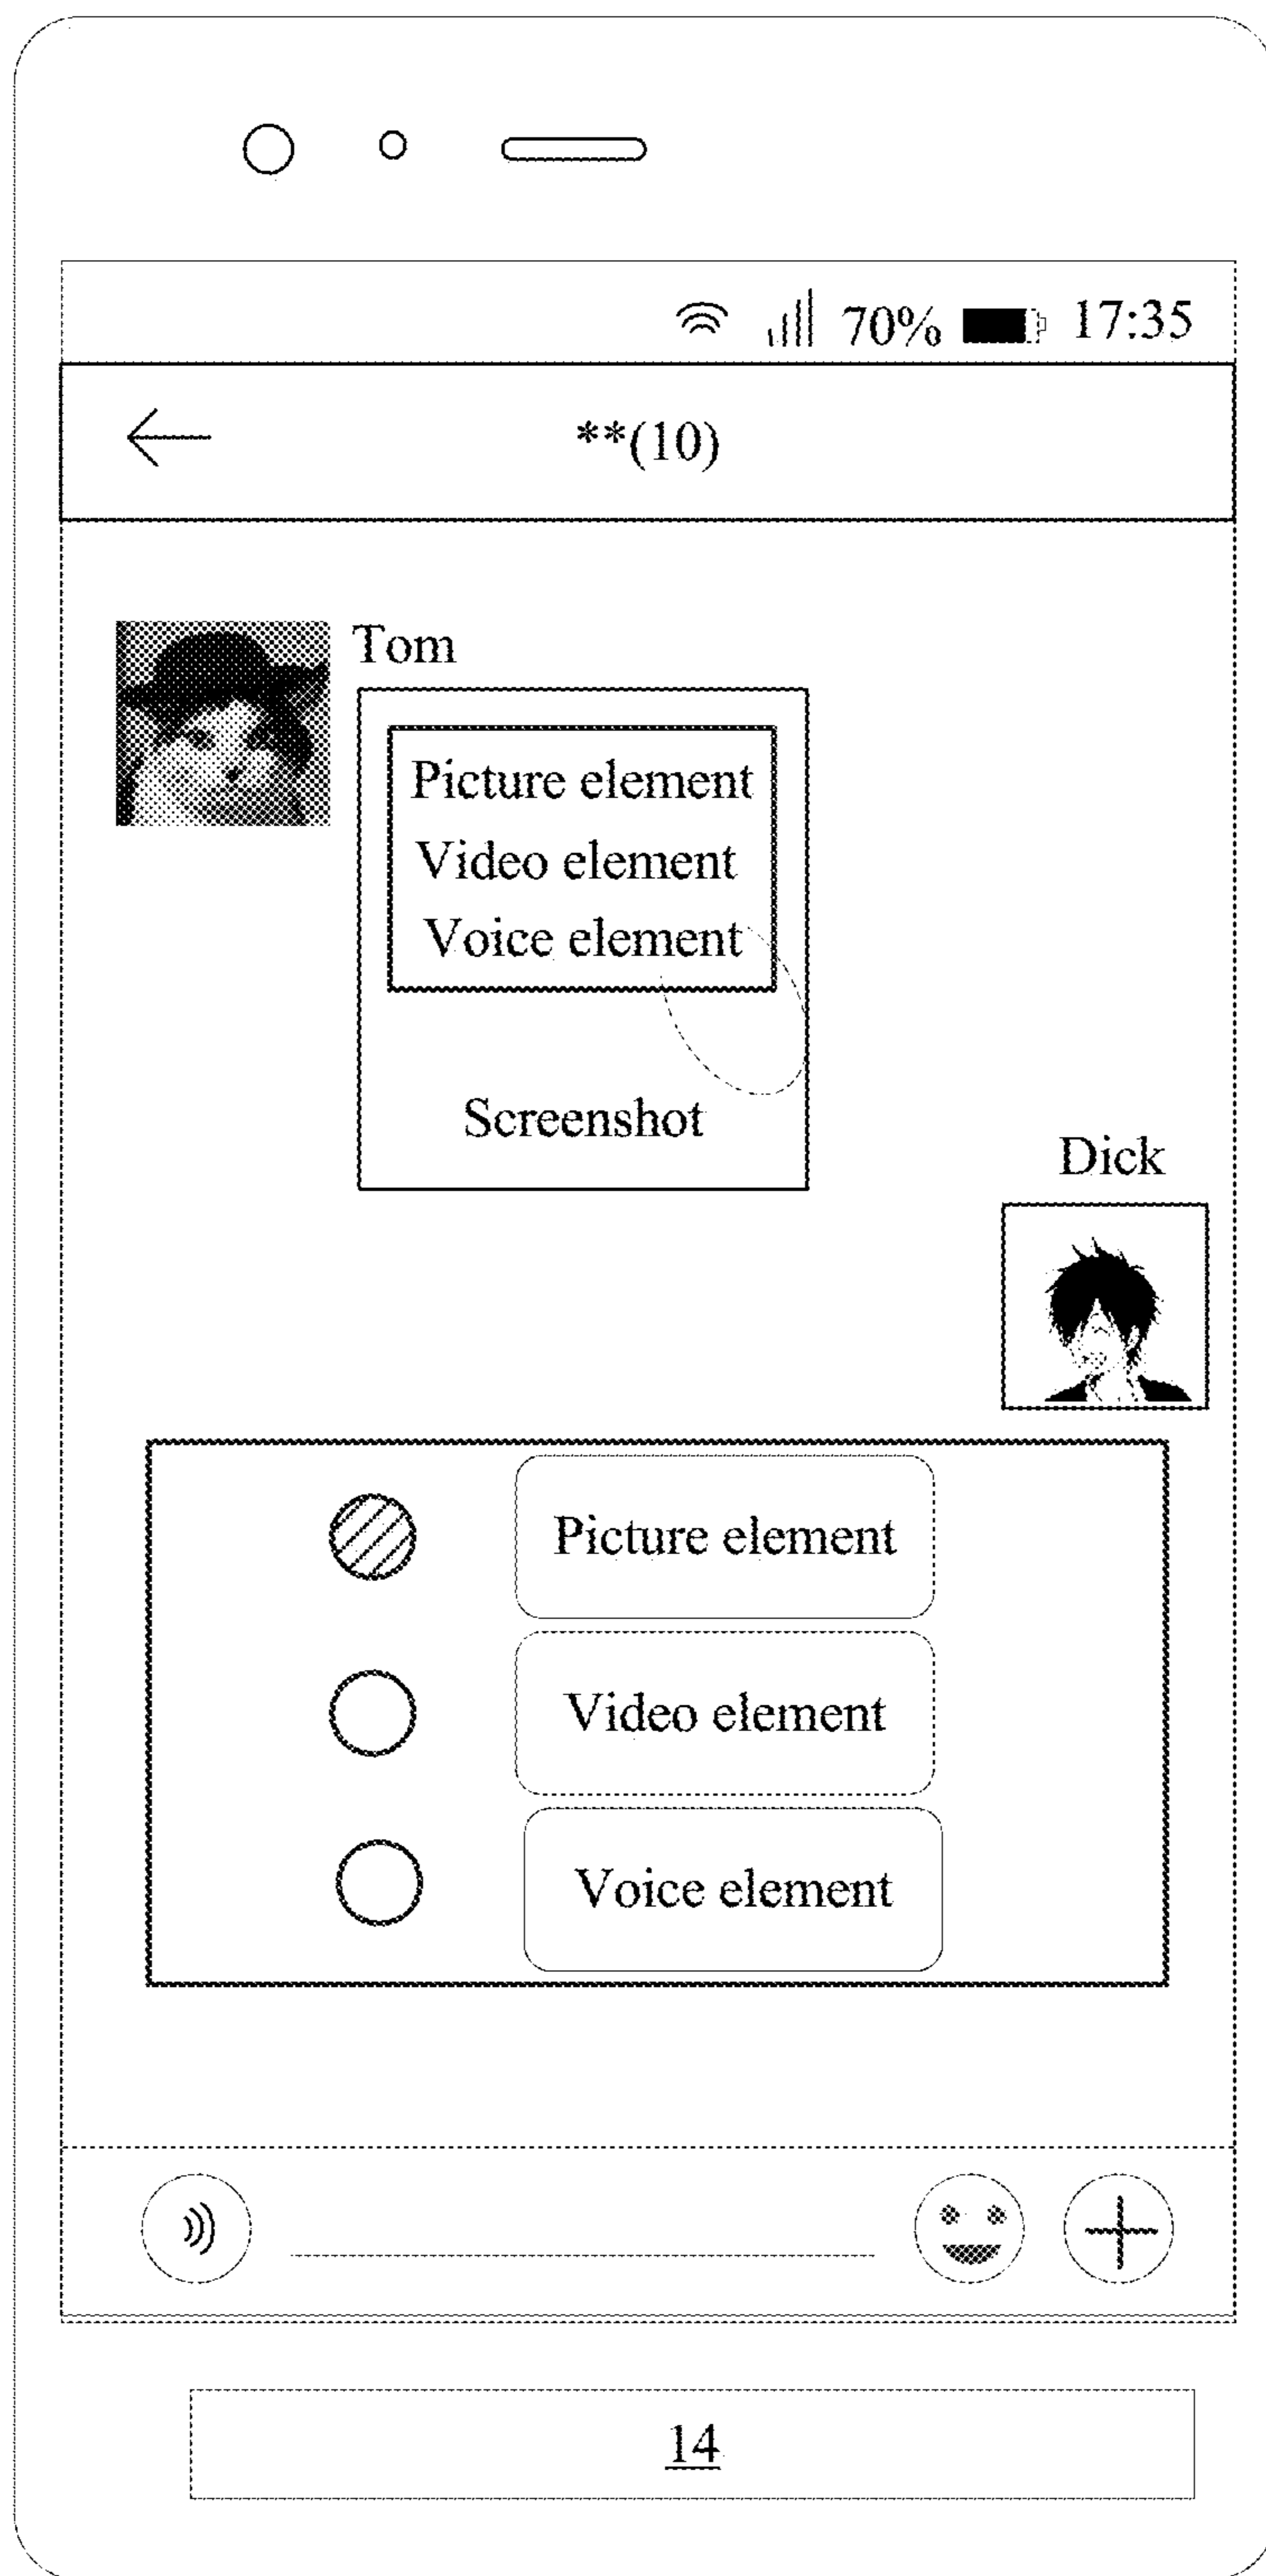 70% 17:35
**(10)
Tom
Picture element
Video element
Voice element
Screenshot
Dick
Picture element
Video element
Voice element
14